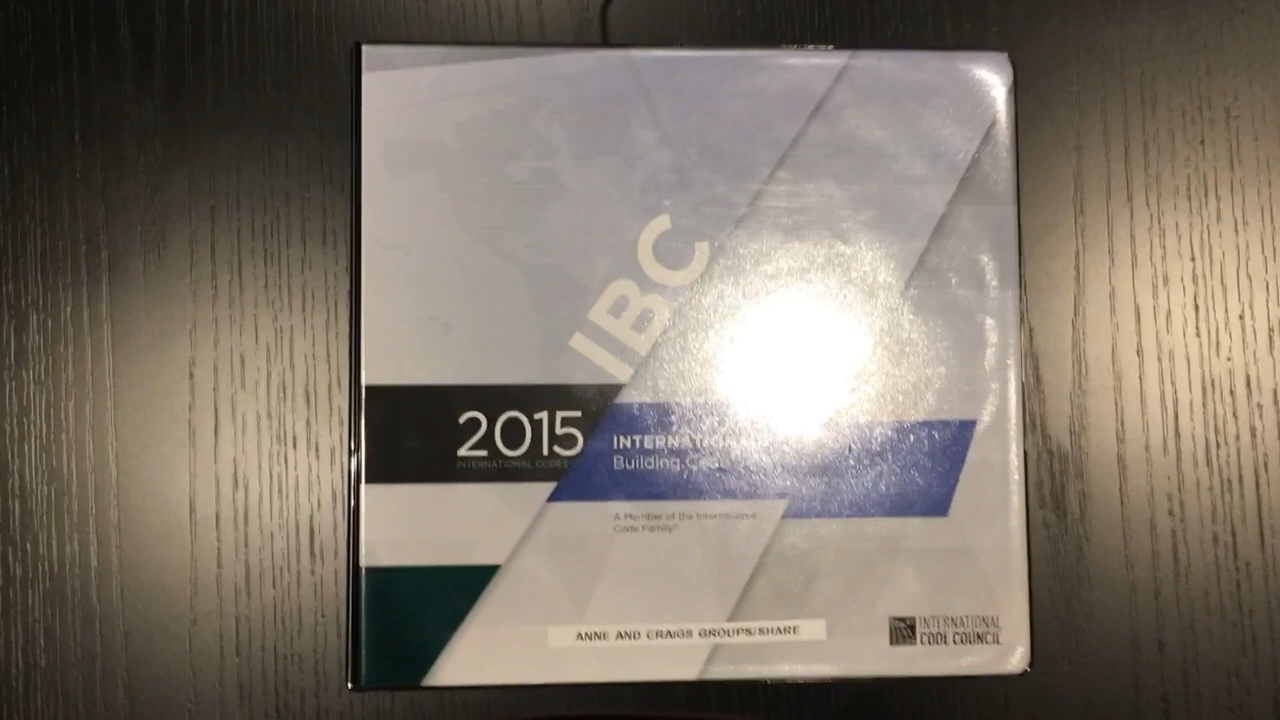 IBC
2015
INTERNATIONAL CODES
INTERNATIONAL
Building
A Member of the International
Code Family®
ANNE AND CRAIGS GROUPS/SHARE
INTERNATIONAL
CODE COUNCIL